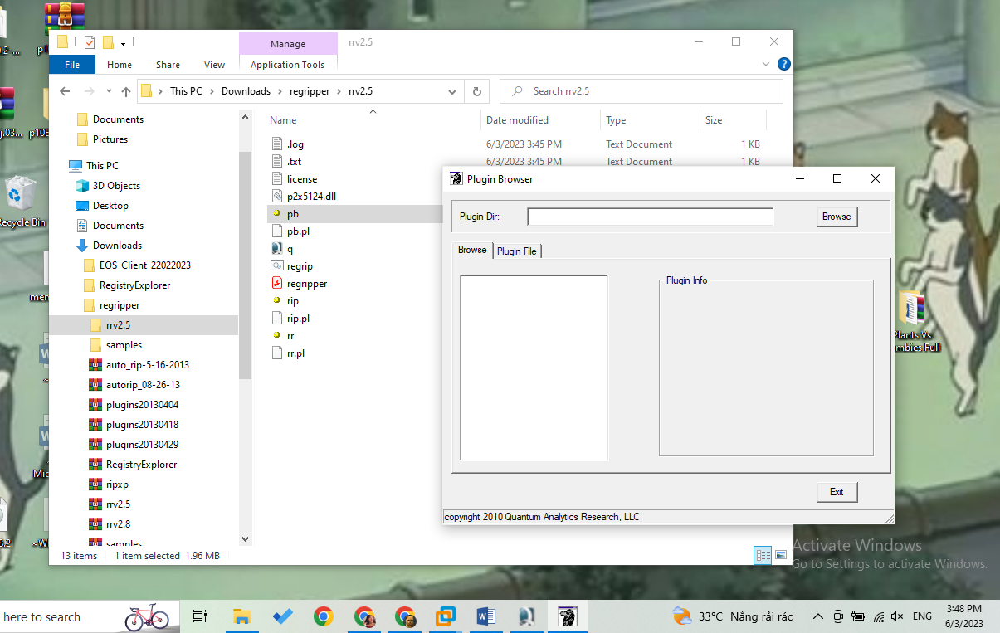 Manage
rrv2.5
File
Home
Share
View
Application Tools
This PC
Downloads
regripper
rrv2.5
Search rrv2.5
Documents
Pictures
This PC
3D Objects
Desktop
Documents
Downloads
EOS_Client_22022023
RegistryExplorer
regripper
rrv2.5
samples
auto_rip-5-16-2013
autorip_08-26-13
plugins20130404
plugins20130418
plugins20130429
RegistryExplorer
ripxp
rrv2.5
rrv2.8
samples
Name
Date modified
Type
Size
.log 6/3/2023 3:45 PM Text Document 1 KB
.txt 6/3/2023 3:45 PM Text Document 1 KB
license
p2x5124.dll
pb
pb.pl
q
regrip
regripper
rip
rip.pl
rr
rr.pl
13 items 1 item selected 1.96 MB
Plugin Browser
Plugin Dir:
Browse
Browse
Plugin File
Plugin Info
Exit
copyright 2010 Quantum Analytics Research, LLC
Recycle Bin
Plants Vs
mbies Full
Activate Windows
Go to Settings to activate Windows.
here to search
33°C Nắng rải rác
ENG
3:48 PM
6/3/2023